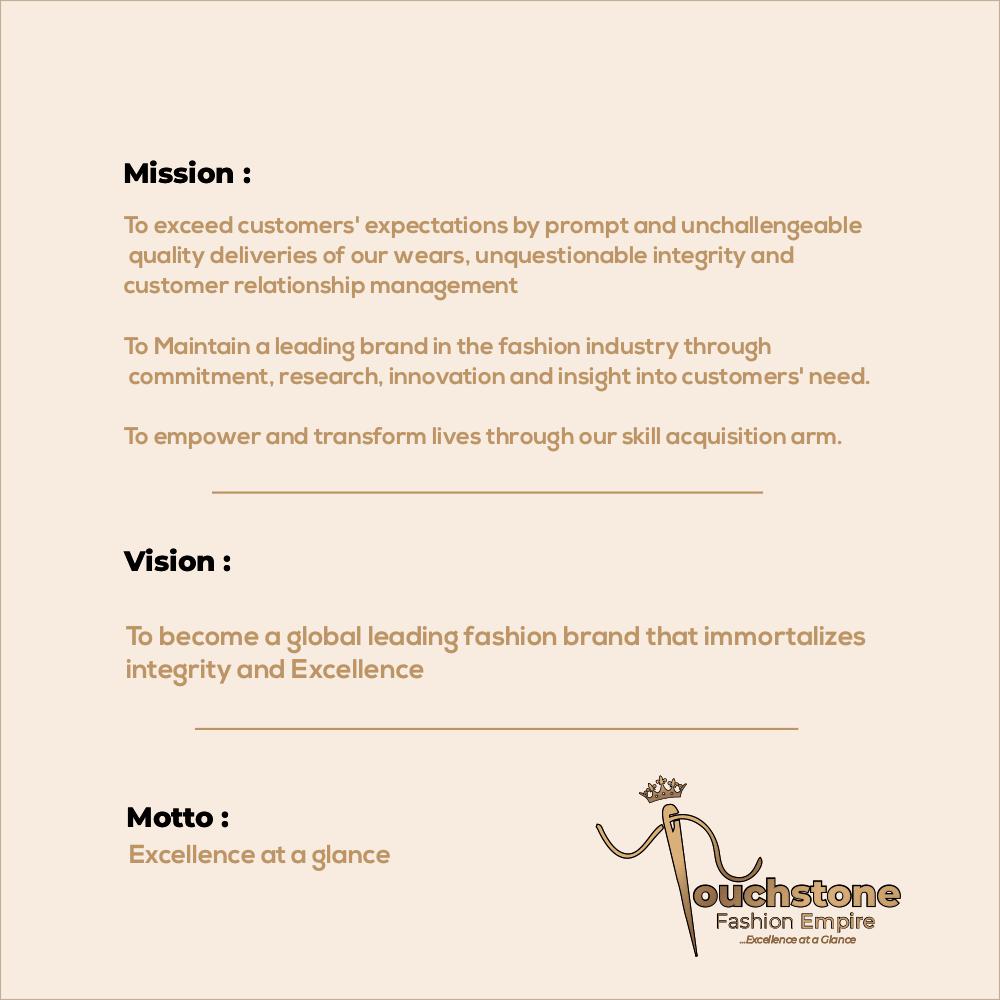 Mission :
To exceed customers' expectations by prompt and unchallengeable
quality deliveries of our wears, unquestionable integrity and
customer relationship management
To Maintain a leading brand in the fashion industry through
commitment, research, innovation and insight into customers' need.
To empower and transform lives through our skill acquisition arm.
Vision :
To become a global leading fashion brand that immortalizes
integrity and Excellence
Motto :
Excellence at a glance
Touchstone
Fashion Empire
...Excellence at a Glance